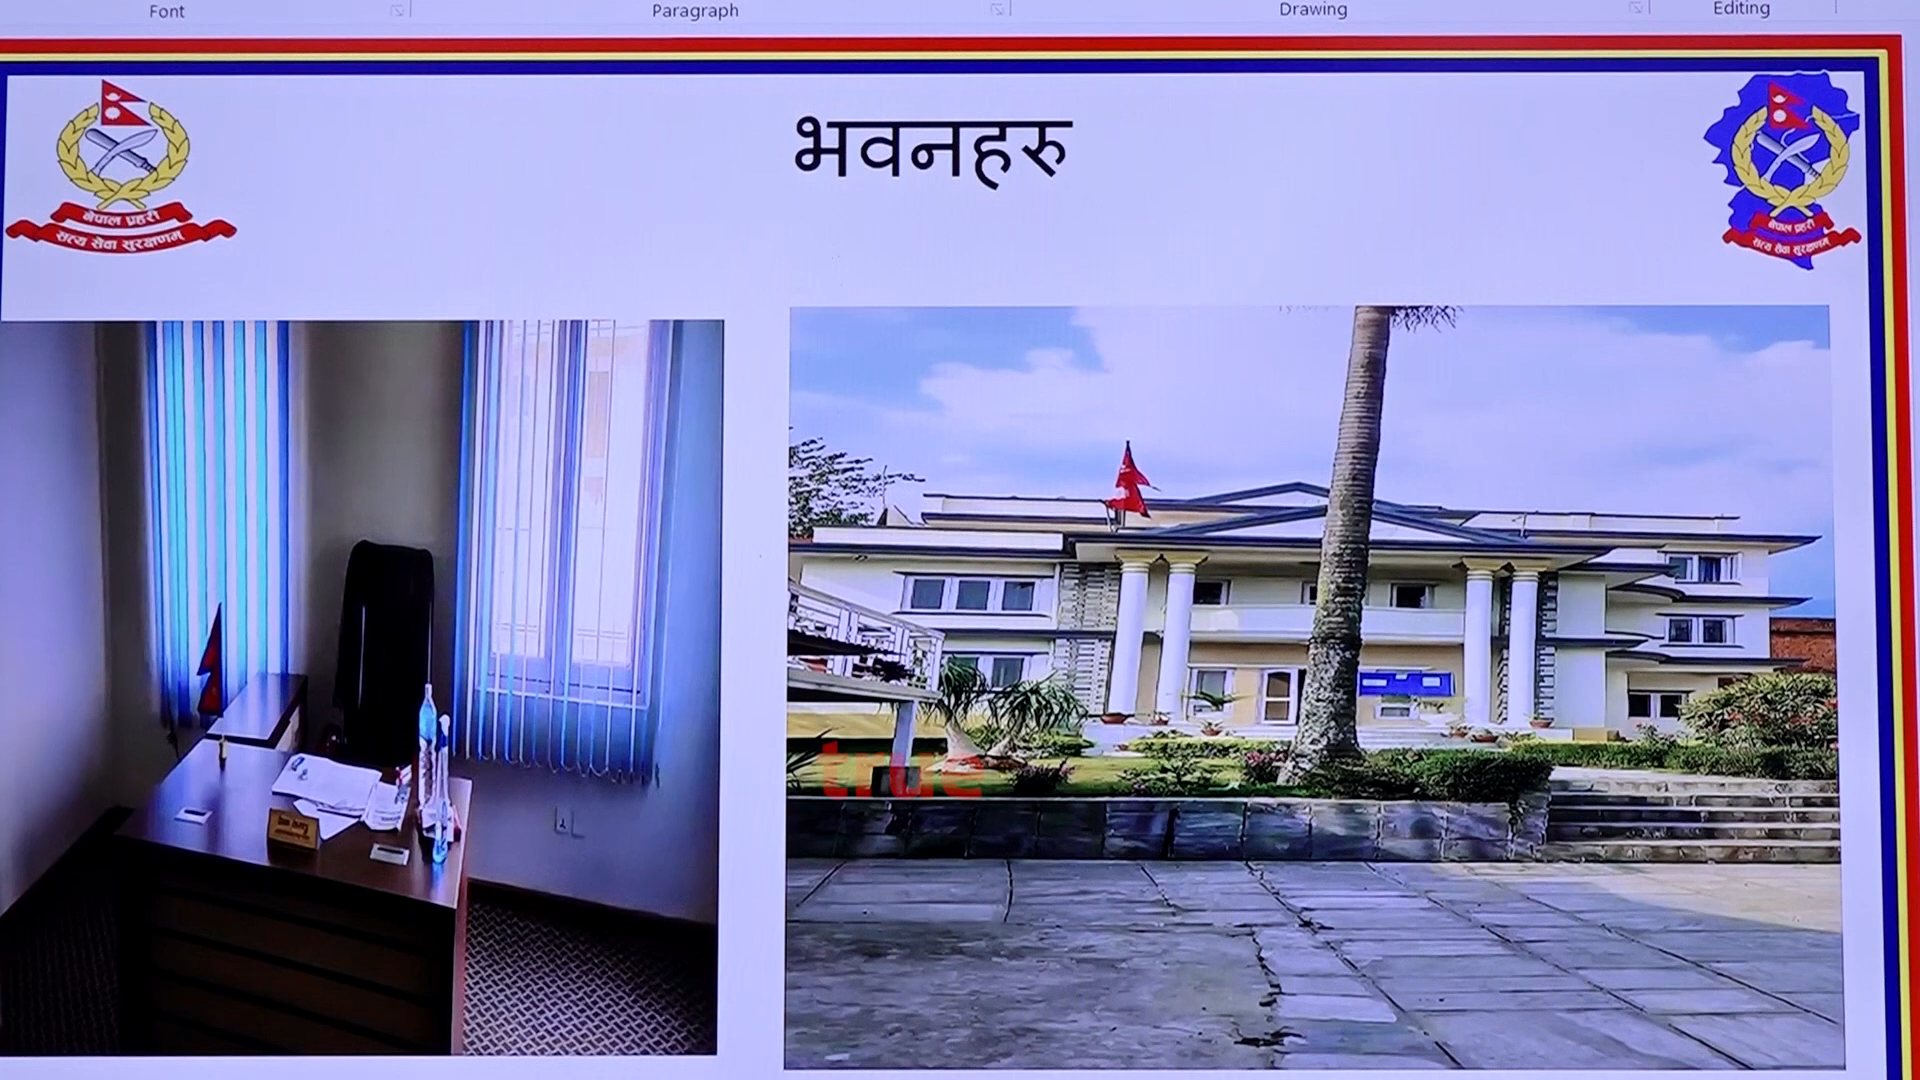 Font Paragraph Drawing Editing
भवनहरु
नेपाल प्रहरी
सत्य सेवा सुरक्षणम्
नेपाल प्रहरी
सत्य सेवा सुरक्षणम्
true